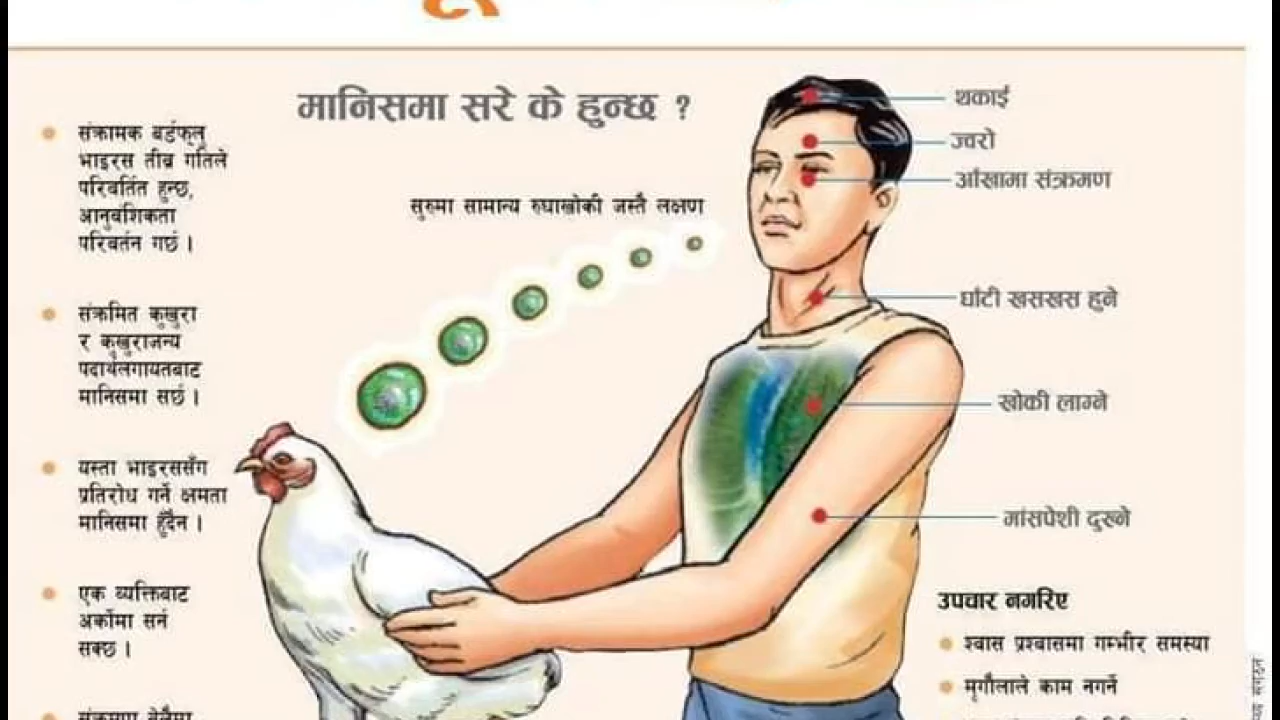 मानिसमा सरे के हुन्छ ?
संक्रामक बर्डफ्लु
भाइरस तीब्र गतिले
परिवर्तित हुन्छ,
आनुवंशिकता
परिवर्तन गर्छ ।
संक्रमित कुखुरा
र कुखुराजन्य
पदार्थलगायतबाट
मानिसमा सर्छ ।
यस्ता भाइरससँग
प्रतिरोध गर्ने क्षमता
मानिसमा हुँदैन ।
एक व्यक्तिबाट
अर्कोमा सर्न
सक्छ ।
संक्रमण बेलैमा
सुरुमा सामान्य रुघाखोकी जस्तै लक्षण
थकाई
ज्वरो
आँखामा संक्रमण
घाँटी खसखस हुने
खोकी लाग्ने
मांसपेशी दुख्ने
उपचार नगरिए
श्वास प्रश्वासमा गम्भीर समस्या
मृगौलाले काम नगर्ने